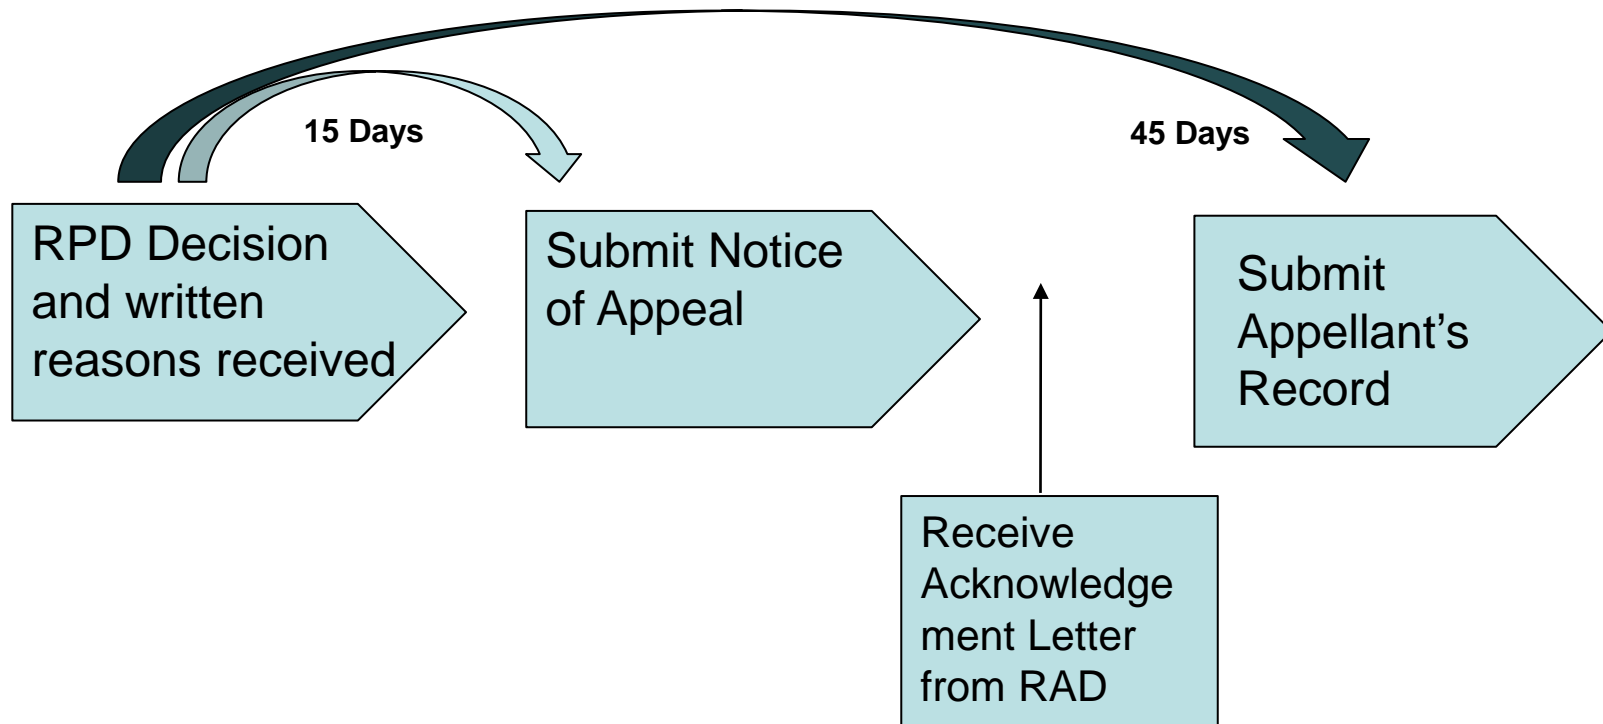 15 Days
45 Days
RPD Decision
and written
reasons received
Submit Notice
of Appeal
Submit
Appellant’s
Record
Receive
Acknowledge
ment Letter
from RAD